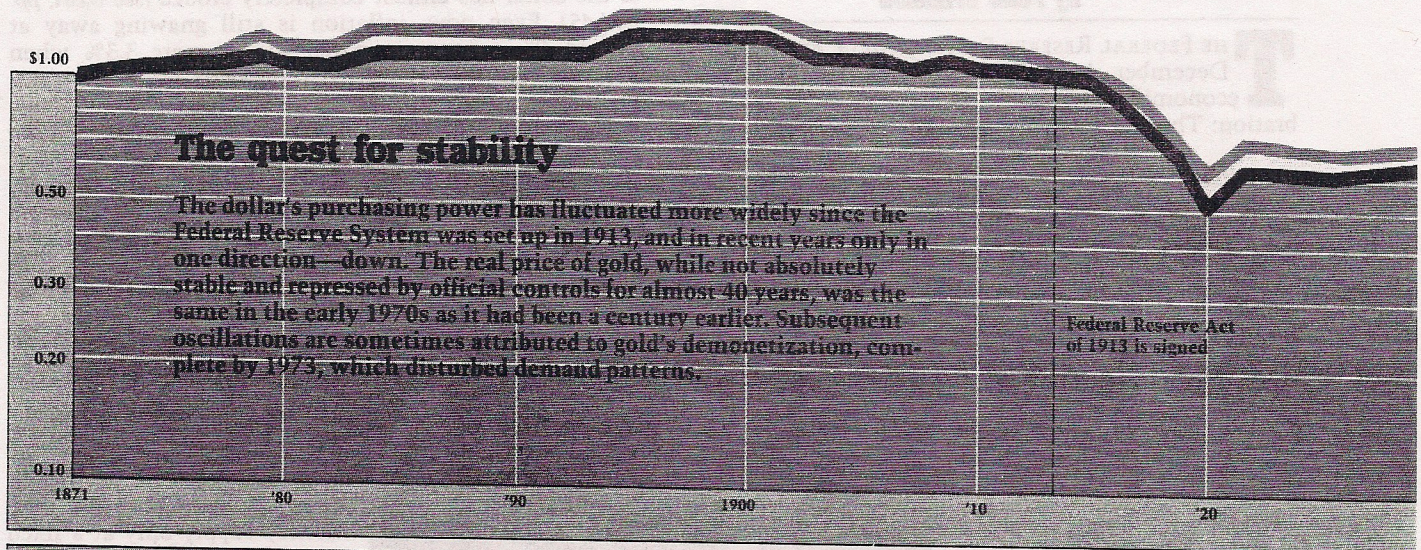 $1.00
The quest for stability
0.50
The dollar's purchasing power has fluctuated more widely since the
Federal Reserve System was set up in 1913, and in recent years only in
one direction—down. The real price of gold, while not absolutely
0.30
stable and repressed by official controls for almost 40 years, was the
same in the early 1970s as it had been a century earlier. Subsequent
oscillations are sometimes attributed to gold's demonetization, com-
plete by 1973, which disturbed demand patterns.
Federal Reserve Act
of 1913 is signed
0.20
0.10
1871 '80 '90 1900 '10 '20